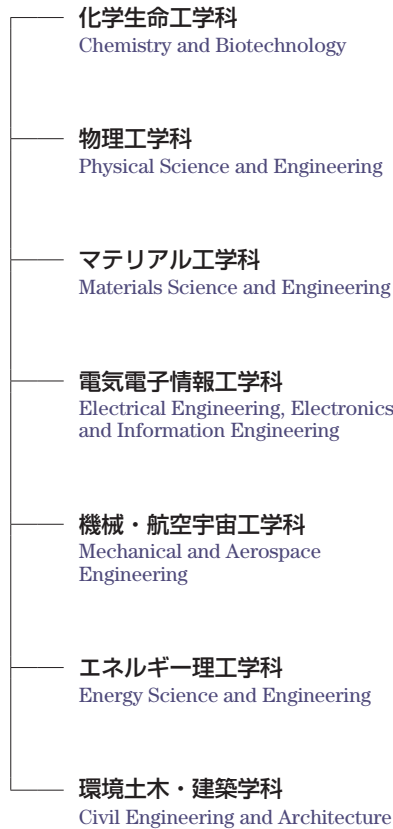 化学生命工学科
Chemistry and Biotechnology
物理工学科
Physical Science and Engineering
マテリアル工学科
Materials Science and Engineering
電気電子情報工学科
Electrical Engineering, Electronics
and Information Engineering
機械・航空宇宙工学科
Mechanical and Aerospace
Engineering
エネルギー理工学科
Energy Science and Engineering
環境土木・建築学科
Civil Engineering and Architecture